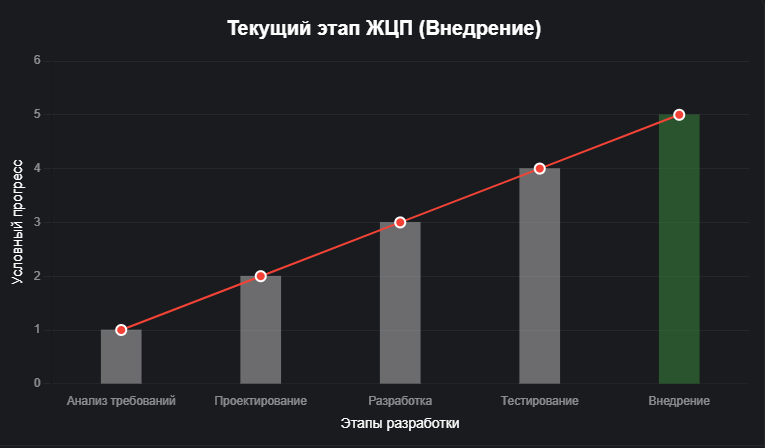 Текущий этап ЖЦП (Внедрение)
6
5
4
3
2
1
0
Условный прогресс
Анализ требований Проектирование Разработка Тестирование Внедрение
Этапы разработки